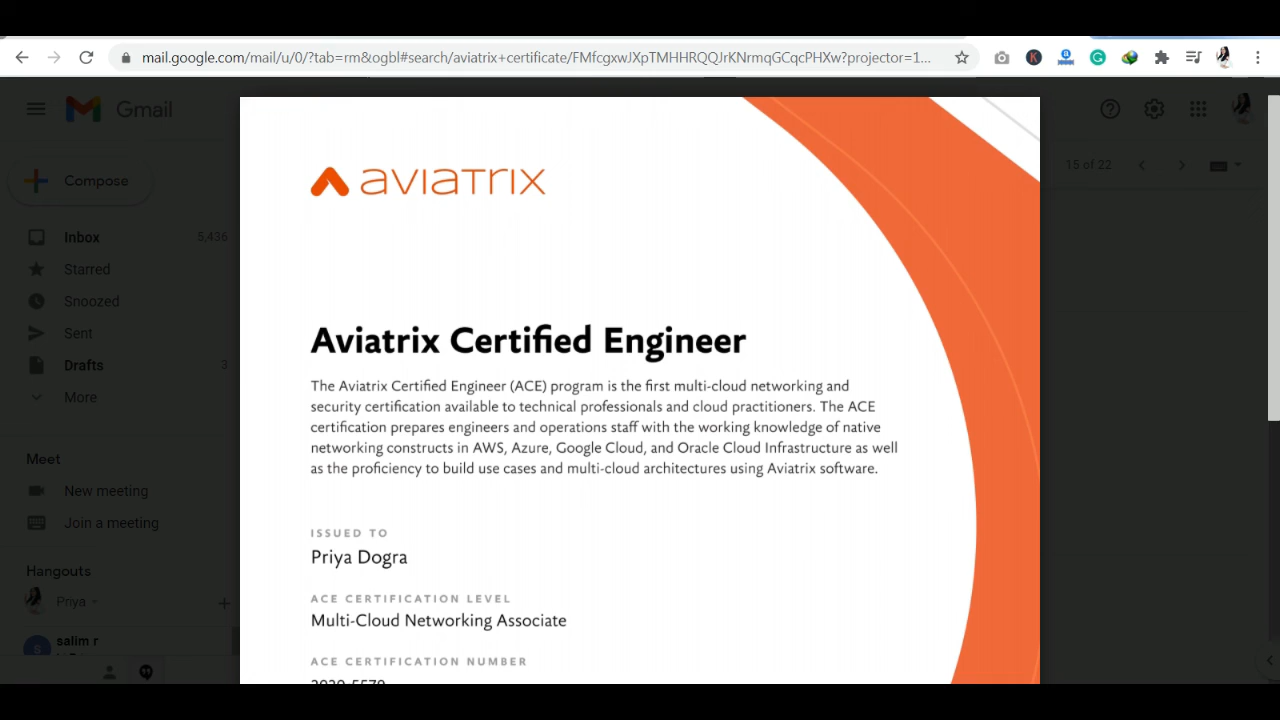 mail.google.com/mail/u/0/?tab=rm&ogbl#search/aviatrix+certificate/FMfcgxwJXpTMHHRQQJrKNrmqGCqcPHXw?projector=1...
Gmail
15 of 22
Compose
Inbox 5,436
Starred
Snoozed
Sent
Drafts 3
More
Meet
New meeting
Join a meeting
Hangouts
Priya
salim r
aviatrix
Aviatrix Certified Engineer
The Aviatrix Certified Engineer (ACE) program is the first multi-cloud networking and
security certification available to technical professionals and cloud practitioners. The ACE
certification prepares engineers and operations staff with the working knowledge of native
networking constructs in AWS, Azure, Google Cloud, and Oracle Cloud Infrastructure as well
as the proficiency to build use cases and multi-cloud architectures using Aviatrix software.
ISSUED TO
Priya Dogra
ACE CERTIFICATION LEVEL
Multi-Cloud Networking Associate
ACE CERTIFICATION NUMBER